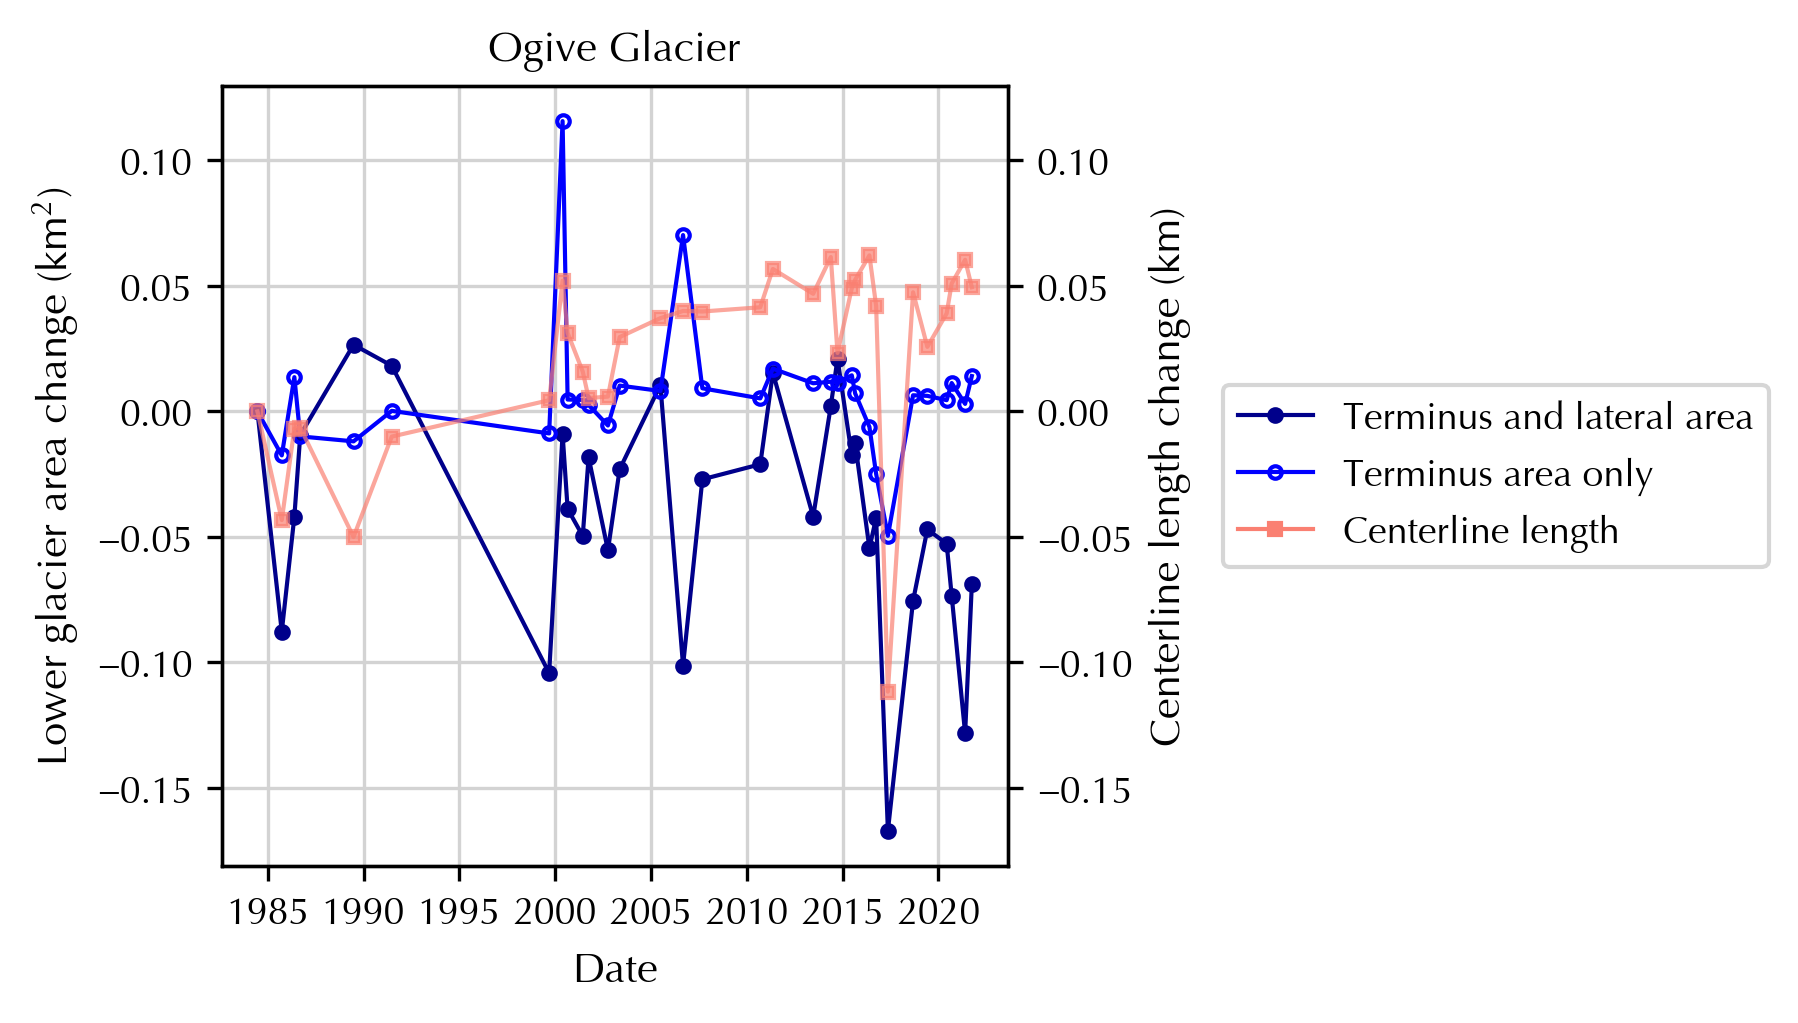 Ogive Glacier
Lower glacier area change (km²)
0.10
0.05
0.00
−0.05
−0.10
−0.15
0.10
0.05
0.00
−0.05
−0.10
−0.15
Centerline length change (km)
1985 1990 1995 2000 2005 2010 2015 2020
Date
Terminus and lateral area
Terminus area only
Centerline length